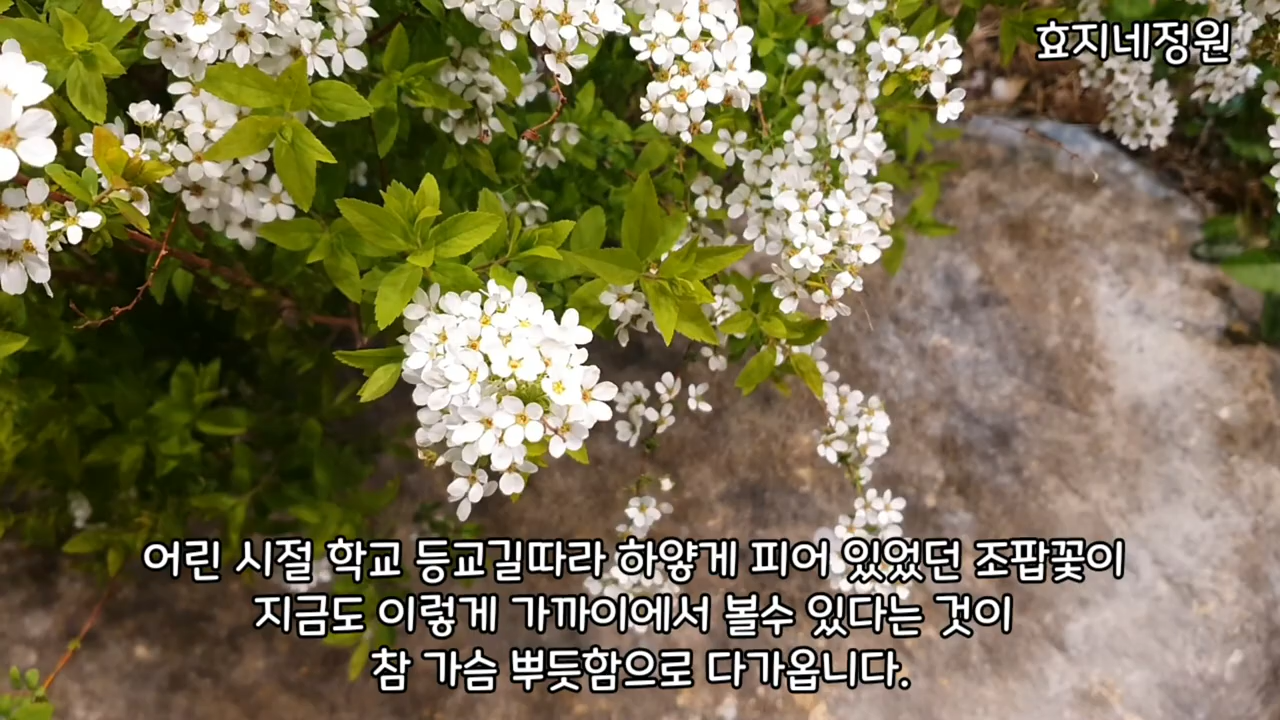 효지네정원
어린 시절 학교 등교길따라 하얗게 피어 있었던 조팝꽃이
지금도 이렇게 가까이에서 볼수 있다는 것이
참 가슴 뿌듯함으로 다가옵니다.